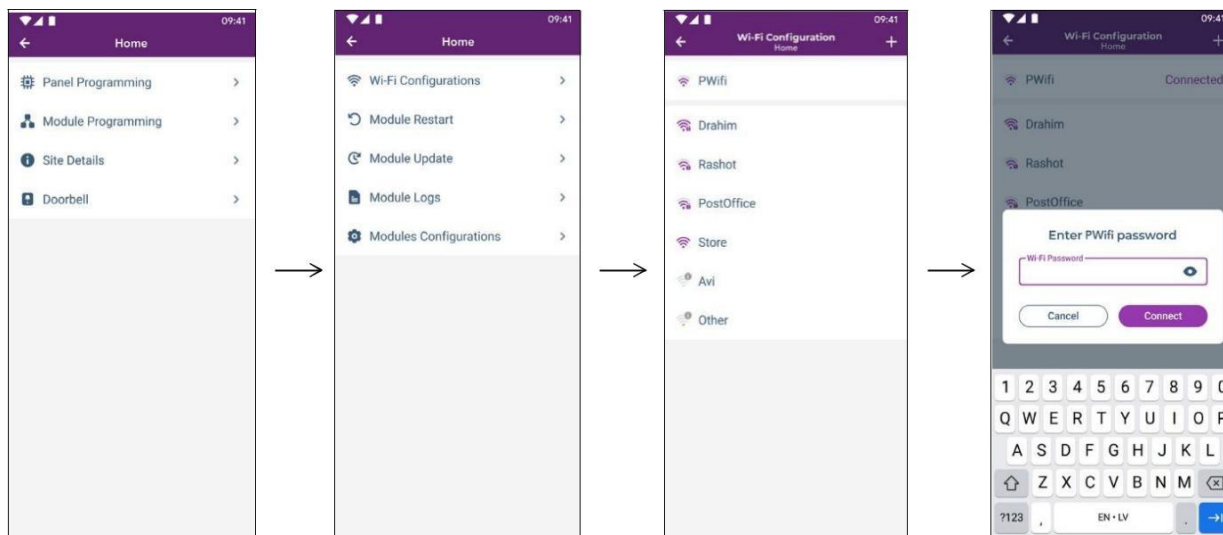 09:41
Home
Panel Programming
Module Programming
Site Details
Doorbell
09:41
Home
Wi-Fi Configurations
Module Restart
Module Update
Module Logs
Modules Configurations
09:41
Wi-Fi Configuration
Home
PWifi
Drahim
Rashot
PostOffice
Store
Avi
Other
09:41
Wi-Fi Configuration
Home
PWifi Connected
Drahim
Rashot
PostOffice
Enter PWifi password
Wi-Fi Password
Cancel Connect
1 2 3 4 5 6 7 8 9 0
Q W E R T Y U I O P
A S D F G H J K L
Z X C V B N M
?123 , EN • LV .